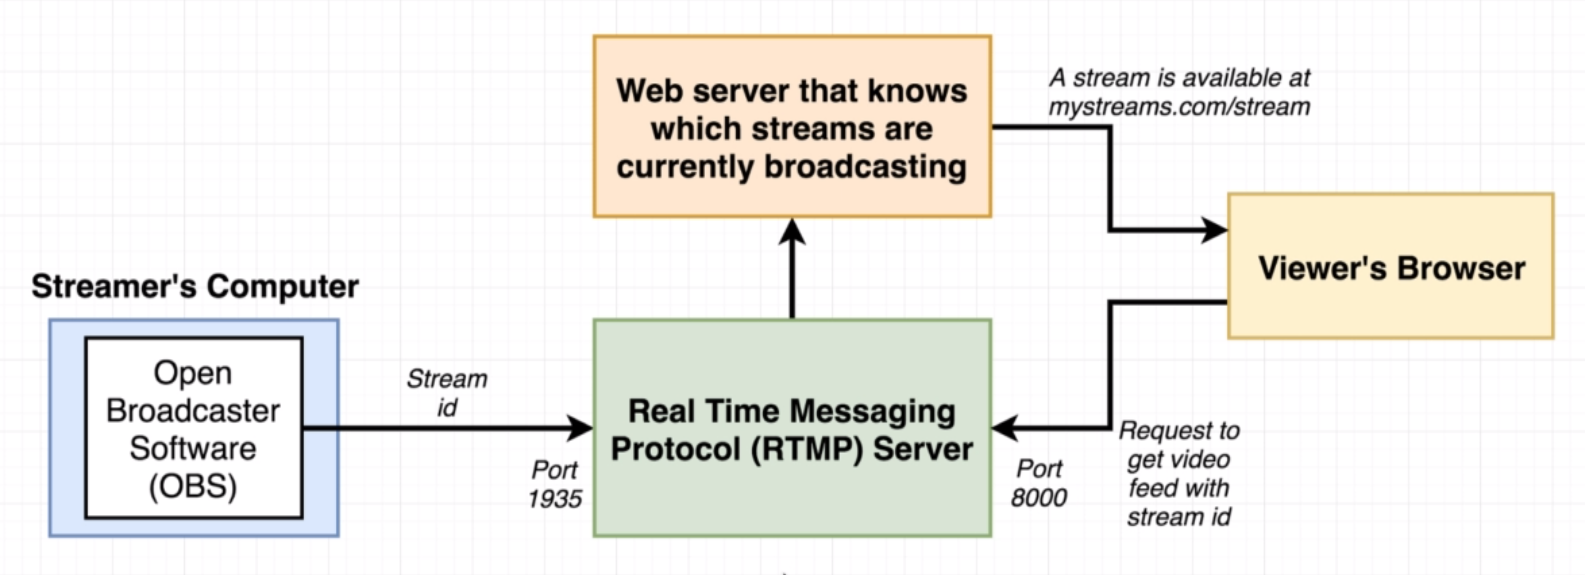 Web server that knows
which streams are
currently broadcasting
A stream is available at
mystreams.com/stream
Viewer's Browser
Streamer's Computer
Open
Broadcaster
Software
(OBS)
Stream
id
Port
1935
Real Time Messaging
Protocol (RTMP) Server
Port
8000
Request to
get video
feed with
stream id